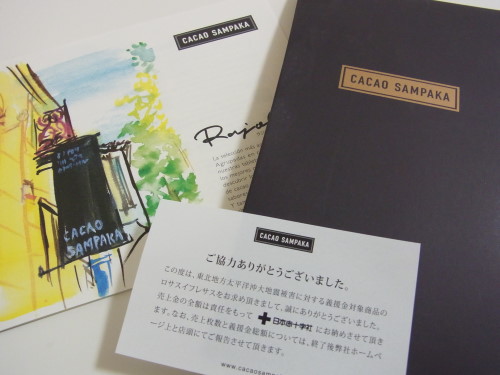 CACAO SAMPAKA
CACAO SAMPAKA
CACAO
SAMPAKA
La selección más
Agrupadas en
CACAO SAMPAKA
ご協力ありがとうございました。
この度は、東北地方太平洋沖大地震被害に対する義援金対象商品の
ロサスイフレサスをお求め頂きまして、誠にありがとうございました。
売上金の全額は責任をもって 日本赤十字社 にお納めさせて頂き
ます。なお、売上枚数と義援金総額については、終了後弊社ホームペ
ージ上と店頭にてご報告させて頂きます。
www.cacaosampa